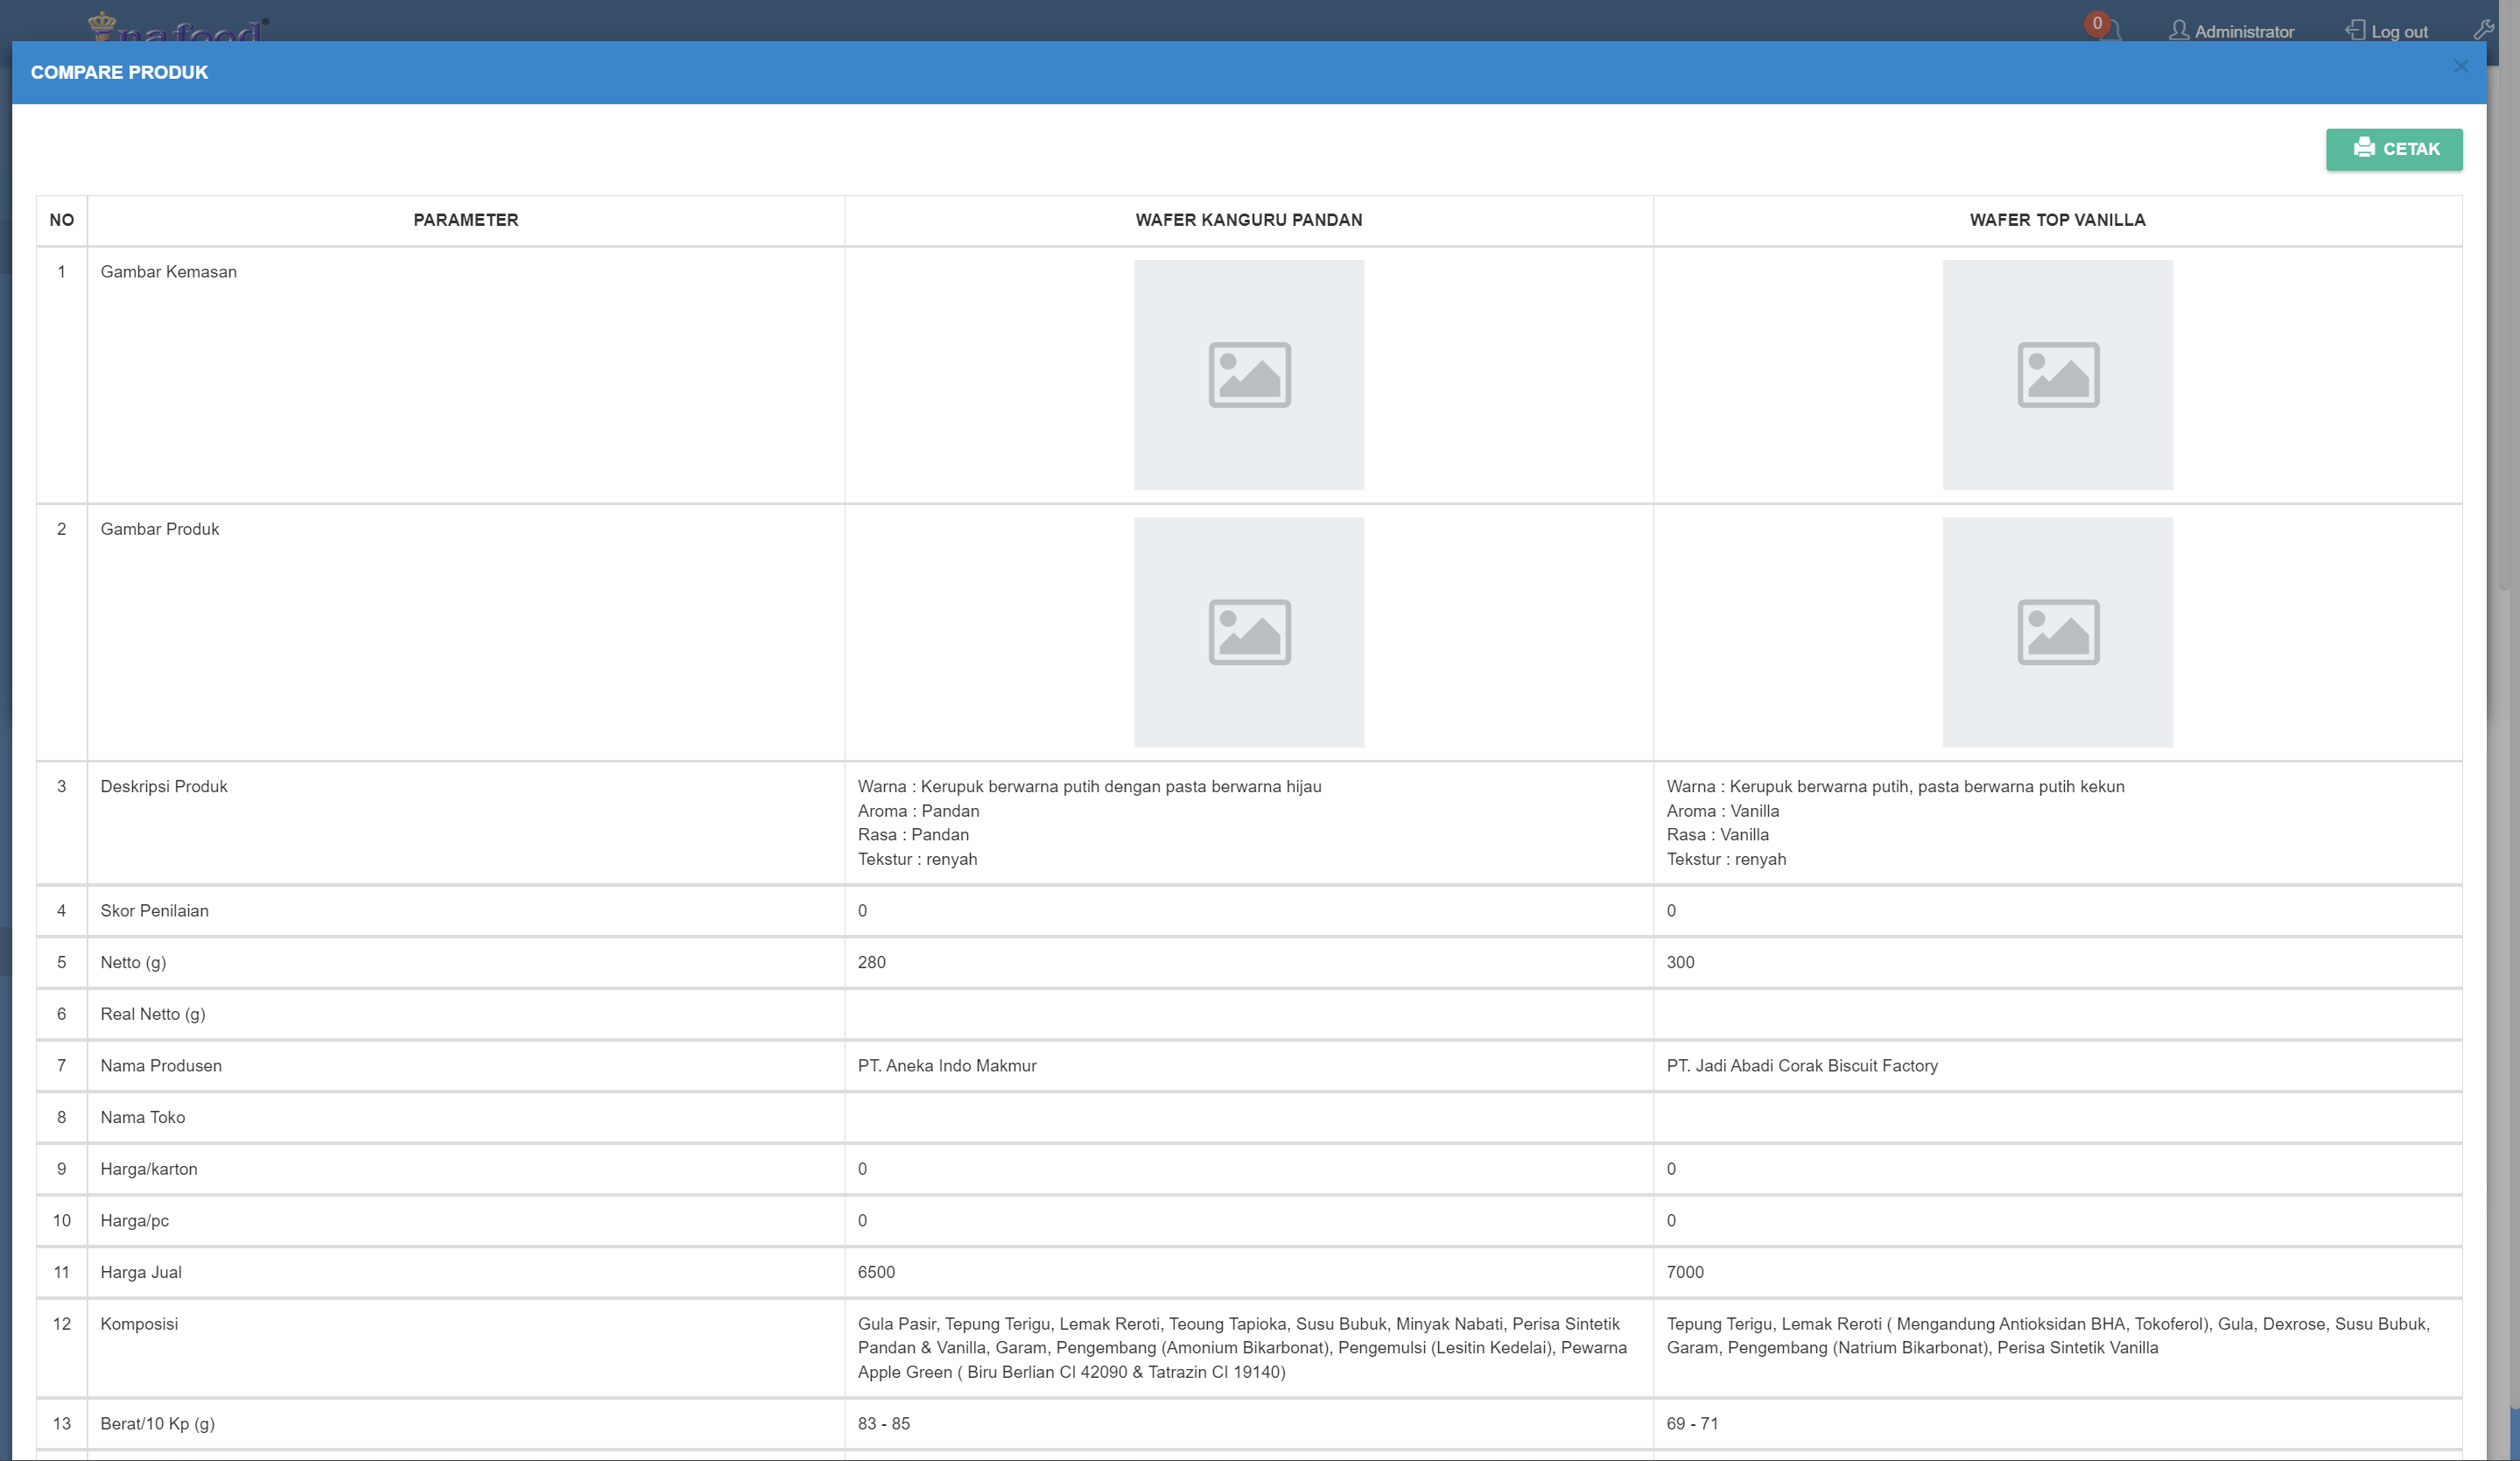 nafood
0
Administrator
Log out
COMPARE PRODUK
CETAK
NO PARAMETER WAFER KANGURU PANDAN WAFER TOP VANILLA
1 Gambar Kemasan
2 Gambar Produk
3 Deskripsi Produk
Warna : Kerupuk berwarna putih dengan pasta berwarna hijau
Aroma : Pandan
Rasa : Pandan
Tekstur : renyah
Warna : Kerupuk berwarna putih, pasta berwarna putih kekun
Aroma : Vanilla
Rasa : Vanilla
Tekstur : renyah
4 Skor Penilaian 0 0
5 Netto (g) 280 300
6 Real Netto (g)
7 Nama Produsen PT. Aneka Indo Makmur PT. Jadi Abadi Corak Biscuit Factory
8 Nama Toko
9 Harga/karton 0 0
10 Harga/pc 0 0
11 Harga Jual 6500 7000
12 Komposisi
Gula Pasir, Tepung Terigu, Lemak Reroti, Teoung Tapioka, Susu Bubuk, Minyak Nabati, Perisa Sintetik
Pandan & Vanilla, Garam, Pengembang (Amonium Bikarbonat), Pengemulsi (Lesitin Kedelai), Pewarna
Apple Green ( Biru Berlian CI 42090 & Tatrazin CI 19140)
Tepung Terigu, Lemak Reroti ( Mengandung Antioksidan BHA, Tokoferol), Gula, Dexrose, Susu Bubuk,
Garam, Pengembang (Natrium Bikarbonat), Perisa Sintetik Vanilla
13 Berat/10 Kp (g) 83 - 85 69 - 71